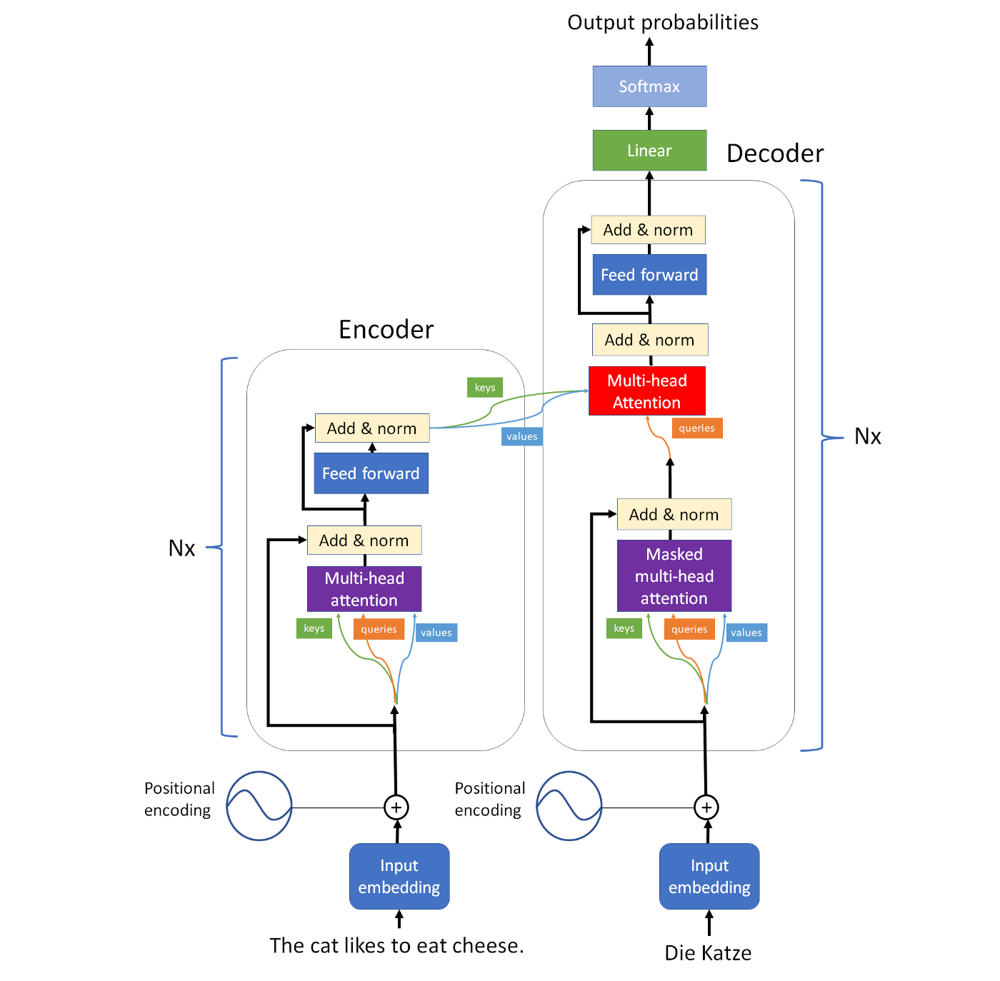 Output probabilities
Softmax
Linear
Decoder
Add & norm
Feed forward
Add & norm
Multi-head
Attention
queries
Nx
Add & norm
Masked
multi-head
attention
keys
queries
values
Positional
encoding
+
Input
embedding
Die Katze
Encoder
keys
values
Add & norm
Feed forward
Add & norm
Nx
Multi-head
attention
keys
queries
values
Positional
encoding
+
Input
embedding
The cat likes to eat cheese.